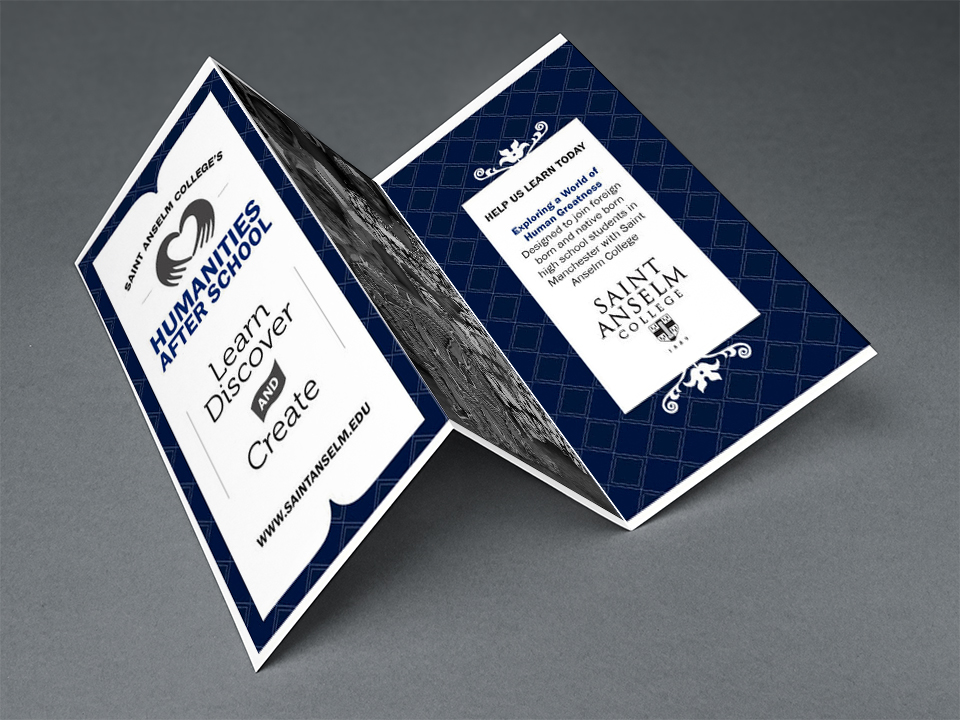 SAINT ANSELM COLLEGE'S
HUMANITIES
AFTER SCHOOL
Learn
Discover
AND
Create
WWW.SAINTANSELM.EDU
HELP US LEARN TODAY
Exploring a World of
Human Greatness
Designed to join foreign
born and native born
high school students in
Manchester with Saint
Anselm College
SAINT
ANSELM
COLLEGE
1889